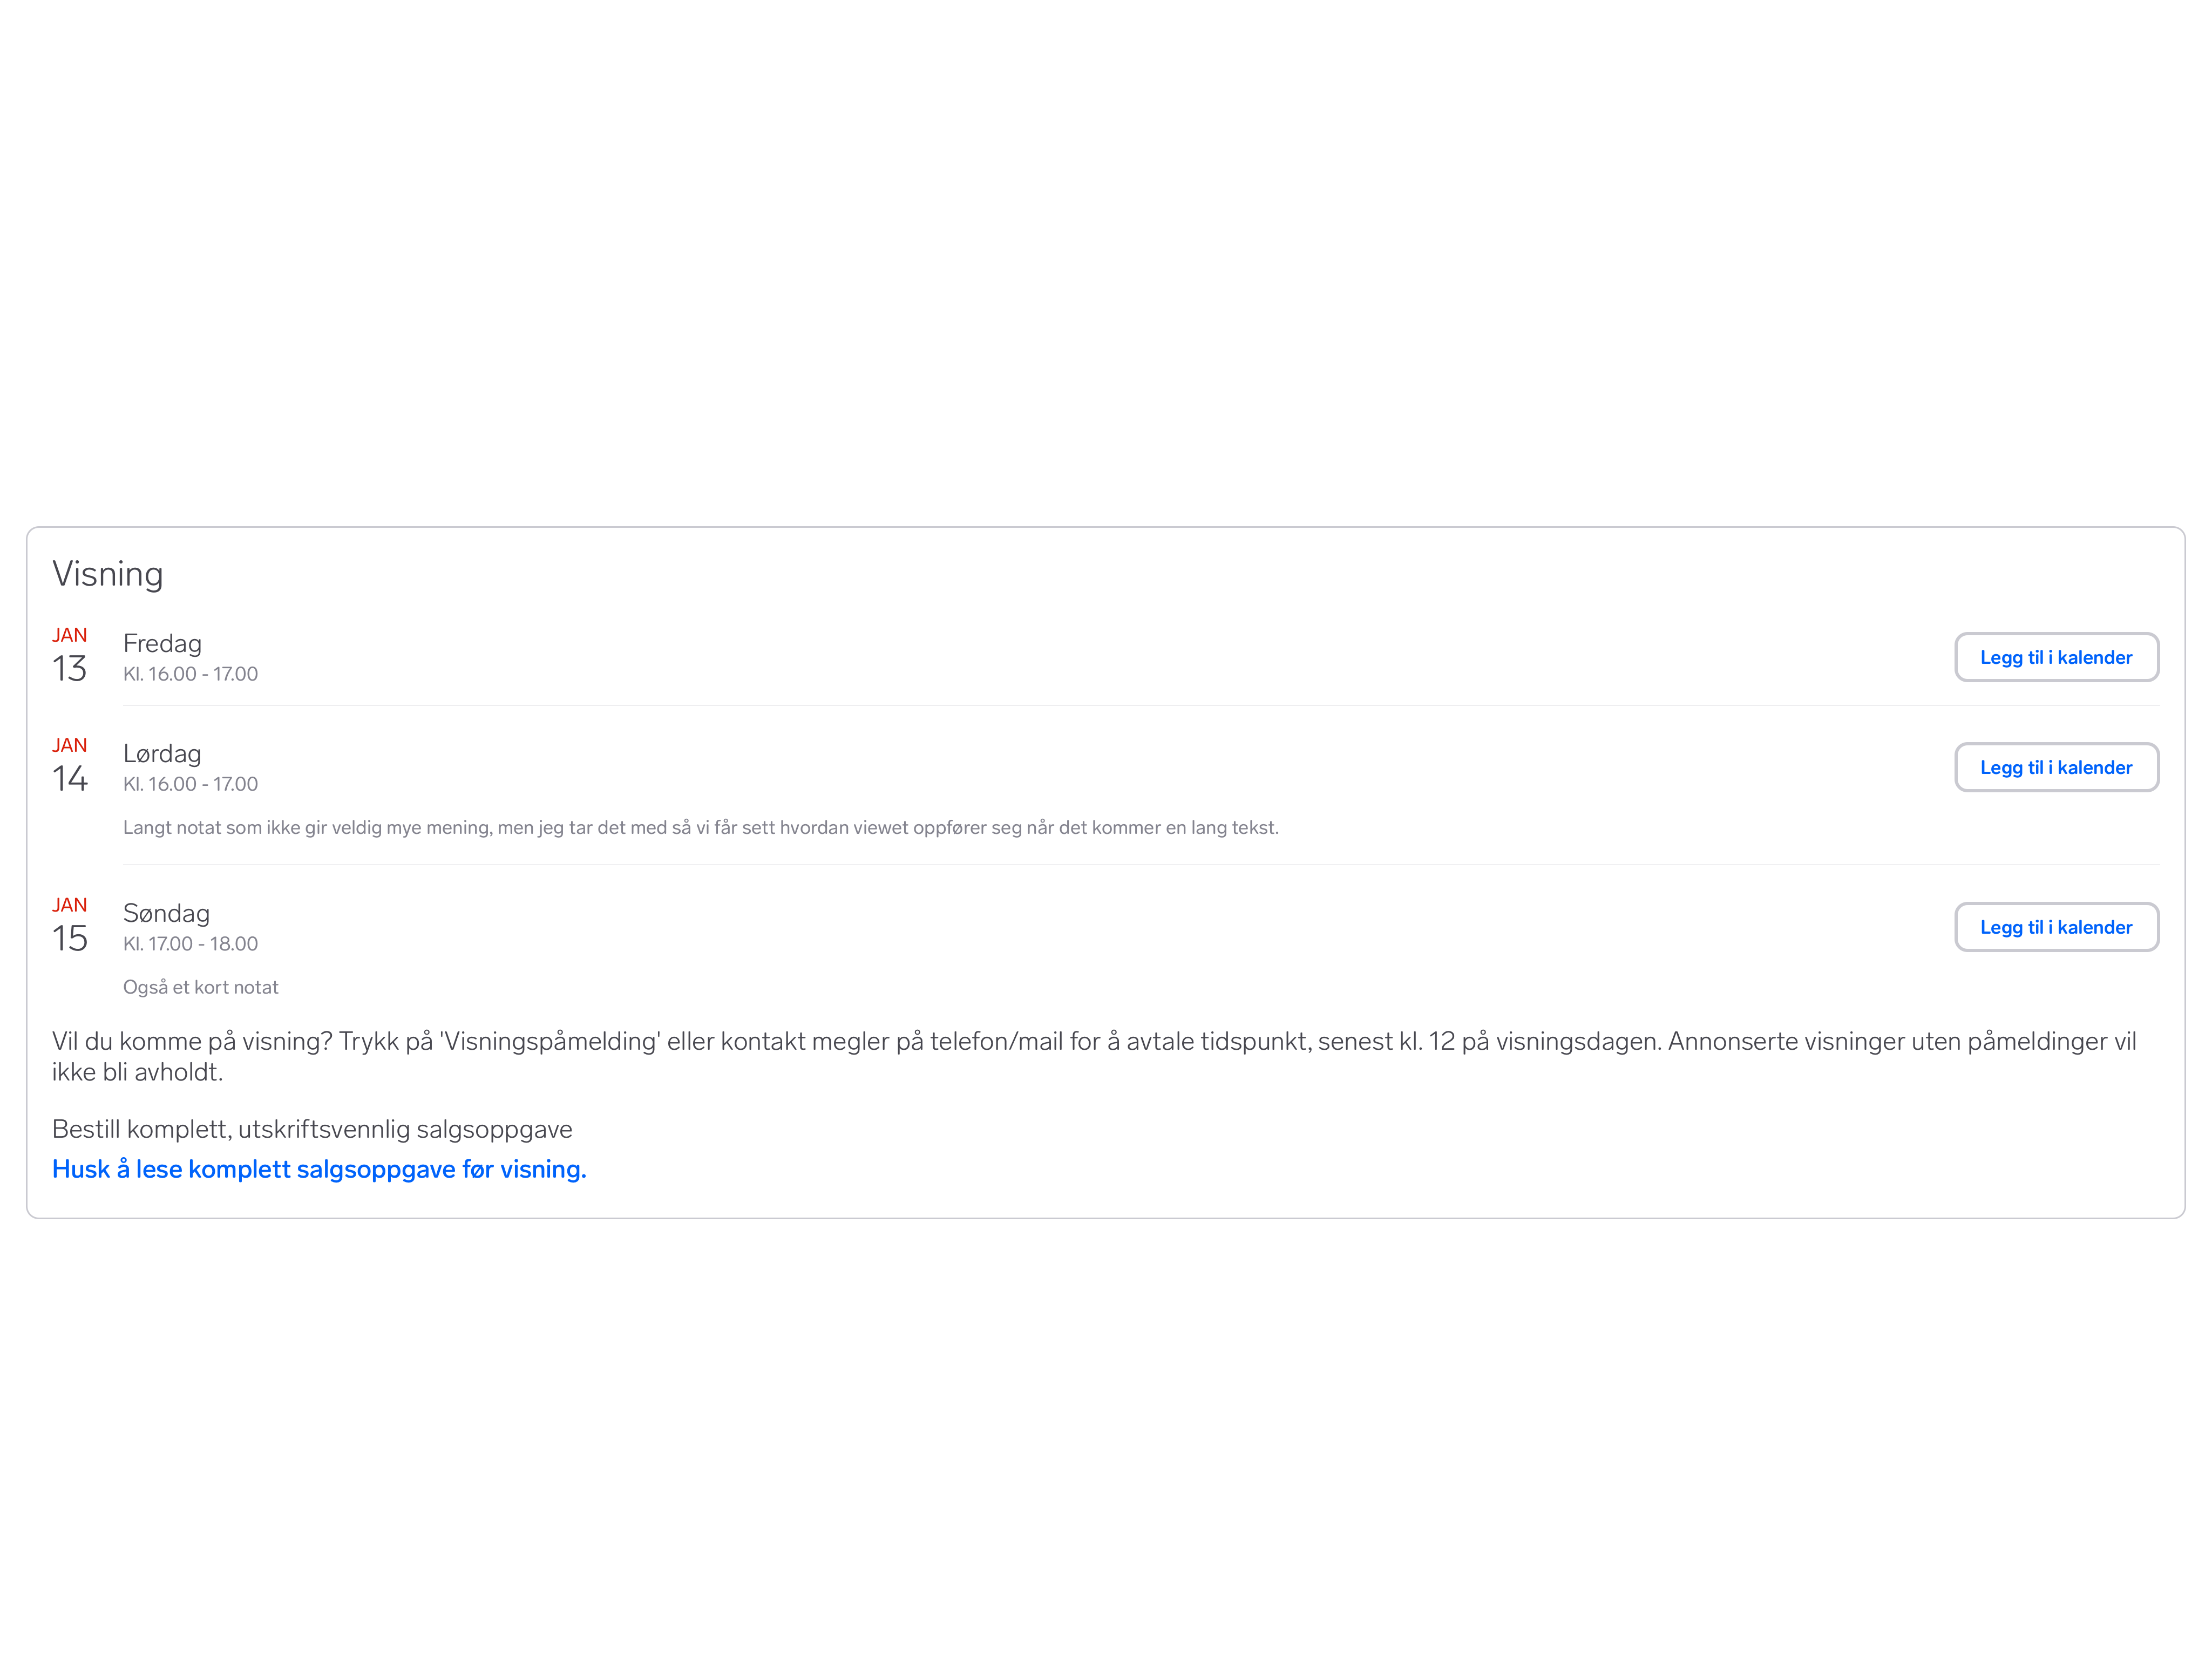 Visning
JAN
13
Fredag
Kl. 16.00 - 17.00
Legg til i kalender
JAN
14
Lørdag
Kl. 16.00 - 17.00
Legg til i kalender
Langt notat som ikke gir veldig mye mening, men jeg tar det med så vi får sett hvordan viewet oppfører seg når det kommer en lang tekst.
JAN
15
Søndag
Kl. 17.00 - 18.00
Legg til i kalender
Også et kort notat
Vil du komme på visning? Trykk på 'Visningspåmelding' eller kontakt megler på telefon/mail for å avtale tidspunkt, senest kl. 12 på visningsdagen. Annonserte visninger uten påmeldinger vil
ikke bli avholdt.
Bestill komplett, utskriftsvennlig salgsoppgave
Husk å lese komplett salgsoppgave før visning.